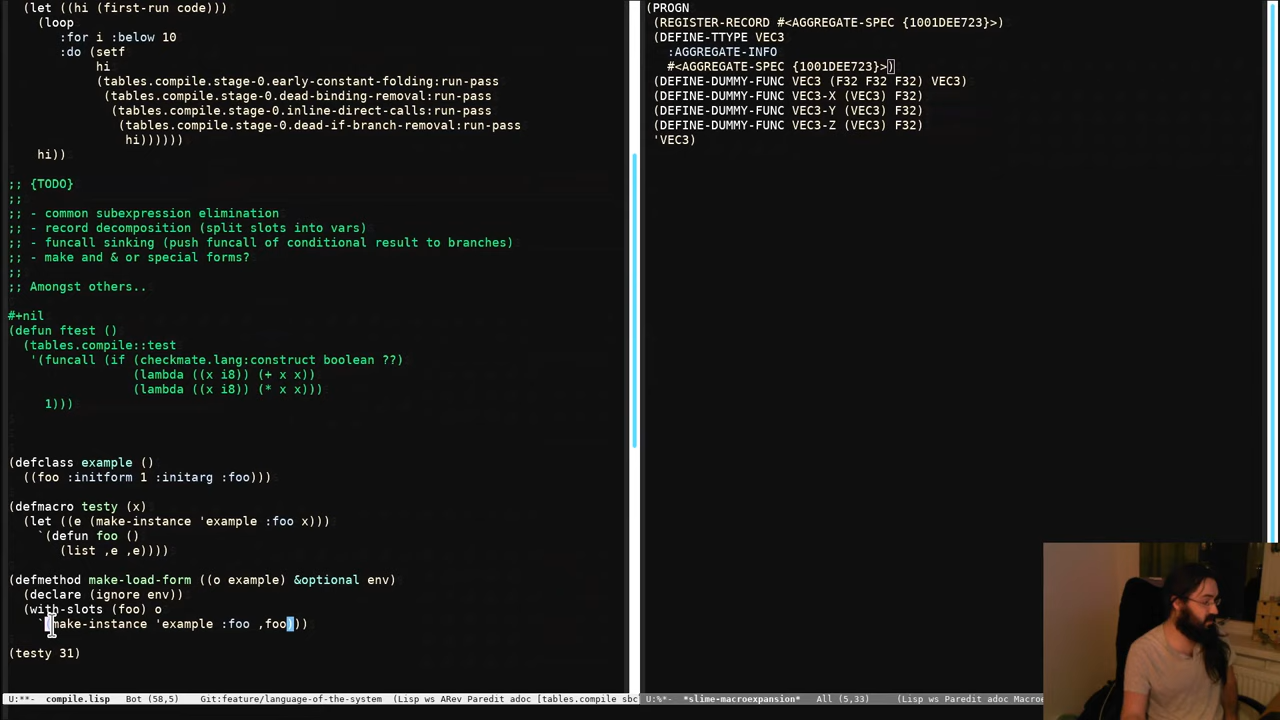 (let ((hi (first-run code)))
(loop
:for i :below 10
:do (setf
hi
(tables.compile.stage-0.early-constant-folding:run-pass
(tables.compile.stage-0.dead-binding-removal:run-pass
(tables.compile.stage-0.inline-direct-calls:run-pass
(tables.compile.stage-0.dead-if-branch-removal:run-pass
hi))))))
hi))
;; {TODO}
;;
;; - common subexpression elimination
;; - record decomposition (split slots into vars)
;; - funcall sinking (push funcall of conditional result to branches)
;; - make and & or special forms?
;;
;; Amongst others..
#+nil
(defun ftest ()
(tables.compile::test
'(funcall (if (checkmate.lang:construct boolean ??)
(lambda ((x i8)) (+ x x))
(lambda ((x i8)) (* x x)))
1)))
(defclass example ()
((foo :initform 1 :initarg :foo)))
(defmacro testy (x)
(let ((e (make-instance 'example :foo x)))
`(defun foo ()
(list ,e ,e))))
(defmethod make-load-form ((o example) &optional env)
(declare (ignore env))
(with-slots (foo) o
`(make-instance 'example :foo ,foo)))
(testy 31)
U:**- compile.lisp Bot (58,5) Git:feature/language-of-the-system (Lisp ws ARev Paredit adoc [tables.compile sbcl
(PROGN
(REGISTER-RECORD #<AGGREGATE-SPEC {1001DEE723}>)
(DEFINE-TTYPE VEC3
:AGGREGATE-INFO
#<AGGREGATE-SPEC {1001DEE723}>)
(DEFINE-DUMMY-FUNC VEC3 (F32 F32 F32) VEC3)
(DEFINE-DUMMY-FUNC VEC3-X (VEC3) F32)
(DEFINE-DUMMY-FUNC VEC3-Y (VEC3) F32)
(DEFINE-DUMMY-FUNC VEC3-Z (VEC3) F32)
'VEC3)
U:%*- *slime-macroexpansion* All (5,33) (Lisp ws Paredit adoc Macro